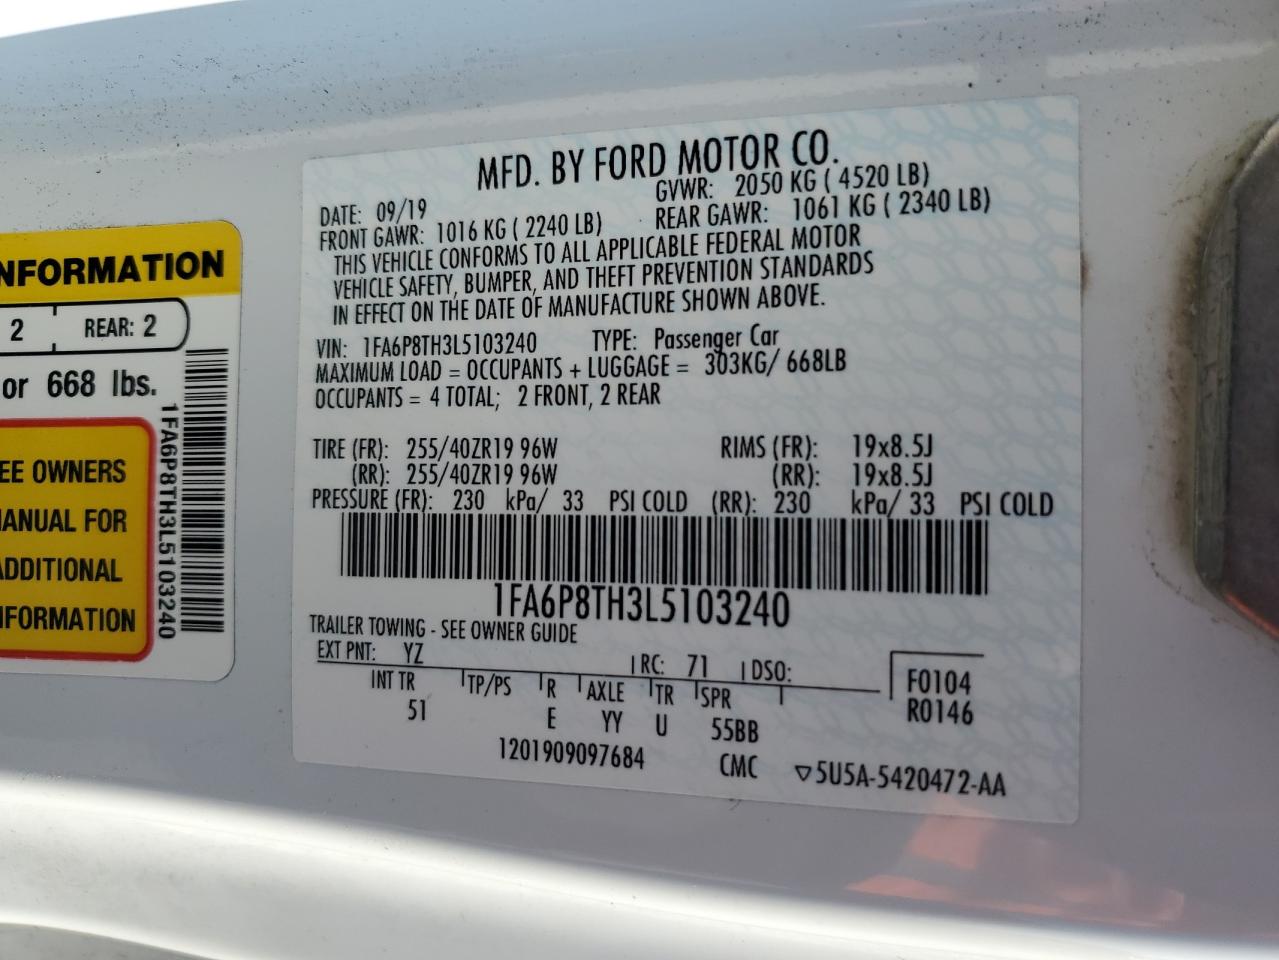 NFORMATION
2 REAR: 2
or 668 lbs.
EE OWNERS
MANUAL FOR
ADDITIONAL
INFORMATION
1FA6P8TH3L5103240
MFD. BY FORD MOTOR CO.
DATE: 09/19 GVWR: 2050 KG ( 4520 LB)
FRONT GAWR: 1016 KG ( 2240 LB) REAR GAWR: 1061 KG ( 2340 LB)
THIS VEHICLE CONFORMS TO ALL APPLICABLE FEDERAL MOTOR
VEHICLE SAFETY, BUMPER, AND THEFT PREVENTION STANDARDS
IN EFFECT ON THE DATE OF MANUFACTURE SHOWN ABOVE.
VIN: 1FA6P8TH3L5103240 TYPE: Passenger Car
MAXIMUM LOAD = OCCUPANTS + LUGGAGE = 303KG/ 668LB
OCCUPANTS = 4 TOTAL; 2 FRONT, 2 REAR
TIRE (FR): 255/40ZR19 96W RIMS (FR): 19x8.5J
(RR): 255/40ZR19 96W (RR): 19x8.5J
PRESSURE (FR): 230 kPa/ 33 PSI COLD (RR): 230 kPa/ 33 PSI COLD
1FA6P8TH3L5103240
TRAILER TOWING - SEE OWNER GUIDE
EXT PNT: YZ RC: 71 DSO:
INT TR TP/PS R AXLE TR SPR F0104
51 E YY U 55BB R0146
1201909097684 CMC ▽5U5A-5420472-AA